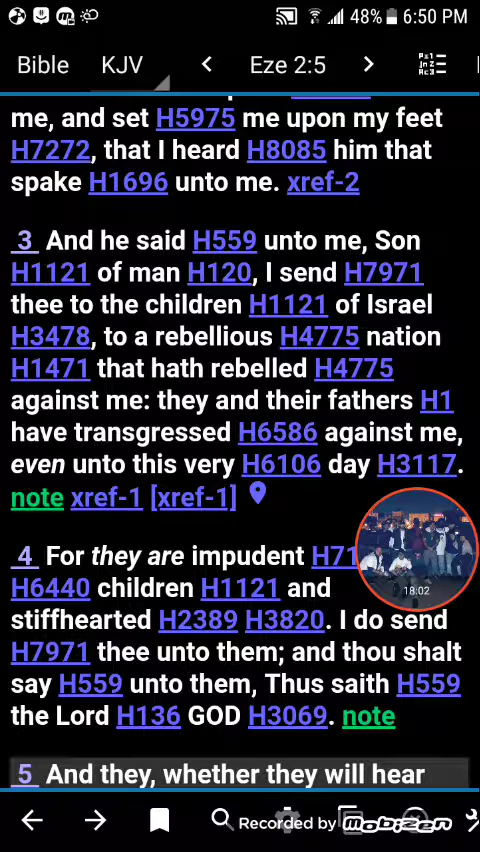 48% 6:50 PM
Bible KJV < Eze 2:5 >
me, and set H5975 me upon my feet
H7272, that I heard H8085 him that
spake H1696 unto me. xref-2
3 And he said H559 unto me, Son
H1121 of man H120, I send H7971
thee to the children H1121 of Israel
H3478, to a rebellious H4775 nation
H1471 that hath rebelled H4775
against me: they and their fathers H1
have transgressed H6586 against me,
even unto this very H6106 day H3117.
note xref-1 [xref-1]
4 For they are impudent H71
H6440 children H1121 and
18:02
stiffhearted H2389 H3820. I do send
H7971 thee unto them; and thou shalt
say H559 unto them, Thus saith H559
the Lord H136 GOD H3069. note
5 And they, whether they will hear
Recorded by mobizen